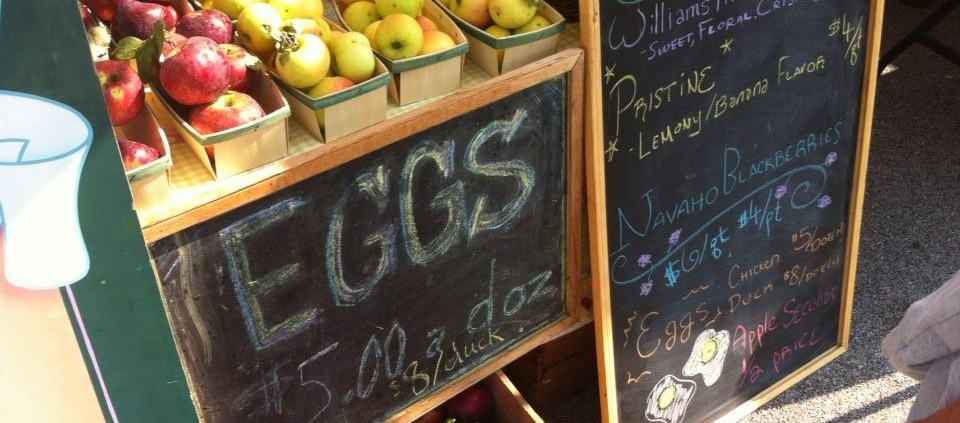 EGGS
$5.00 a doz
$8/duck
Williams
-SWEET, FLORAL, CRISP
$4/qt
PRISTINE
-LEMONY/BANANA FLAVOR
NAVAHO BLACKBERRIES
$6/qt $4/pt
CHICKEN $5/DOZEN
Eggs DUCK $8/DOZEN
Apple Seconds
1/2 PRICE